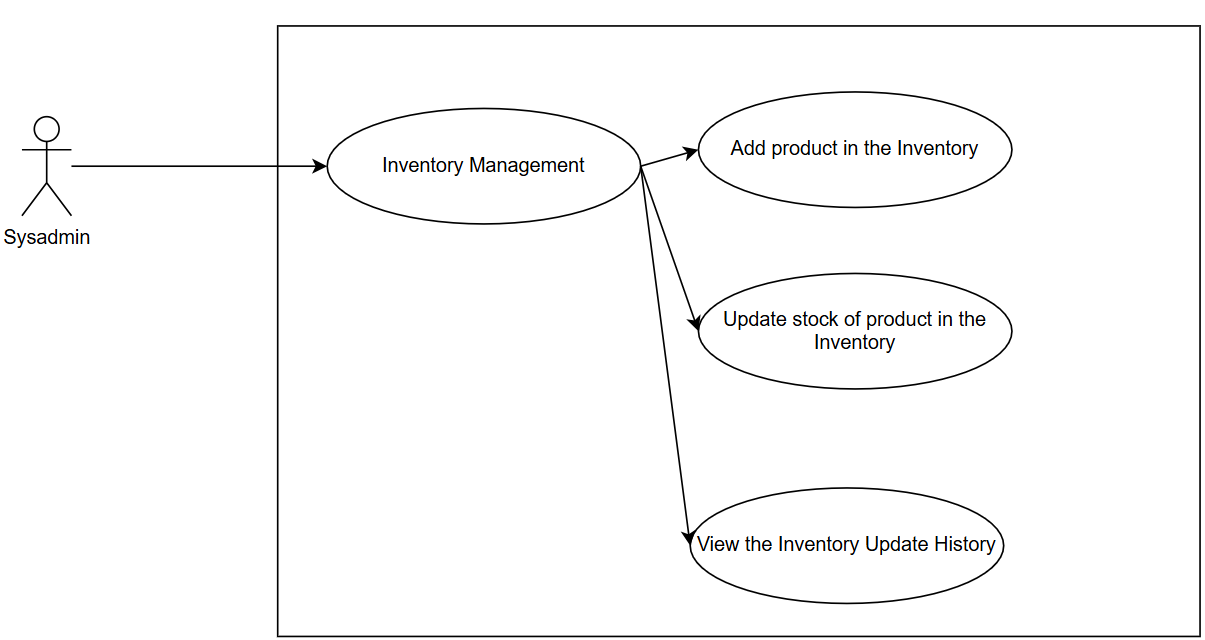 Sysadmin
Inventory Management
Add product in the Inventory
Update stock of product in the
Inventory
View the Inventory Update History